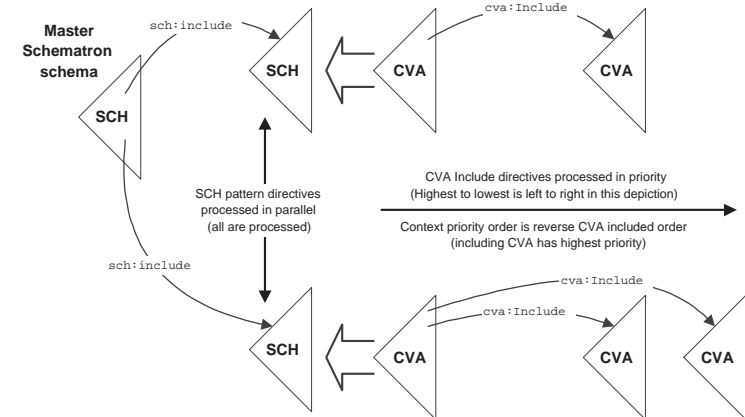 Master
Schematron
schema
sch:include
cva:Include
SCH
SCH
CVA
CVA
SCH pattern directives
processed in parallel
(all are processed)
CVA Include directives processed in priority
(Highest to lowest is left to right in this depiction)
Context priority order is reverse CVA included order
(including CVA has highest priority)
sch:include
cva:Include
cva:Include
SCH
CVA
CVA
CVA